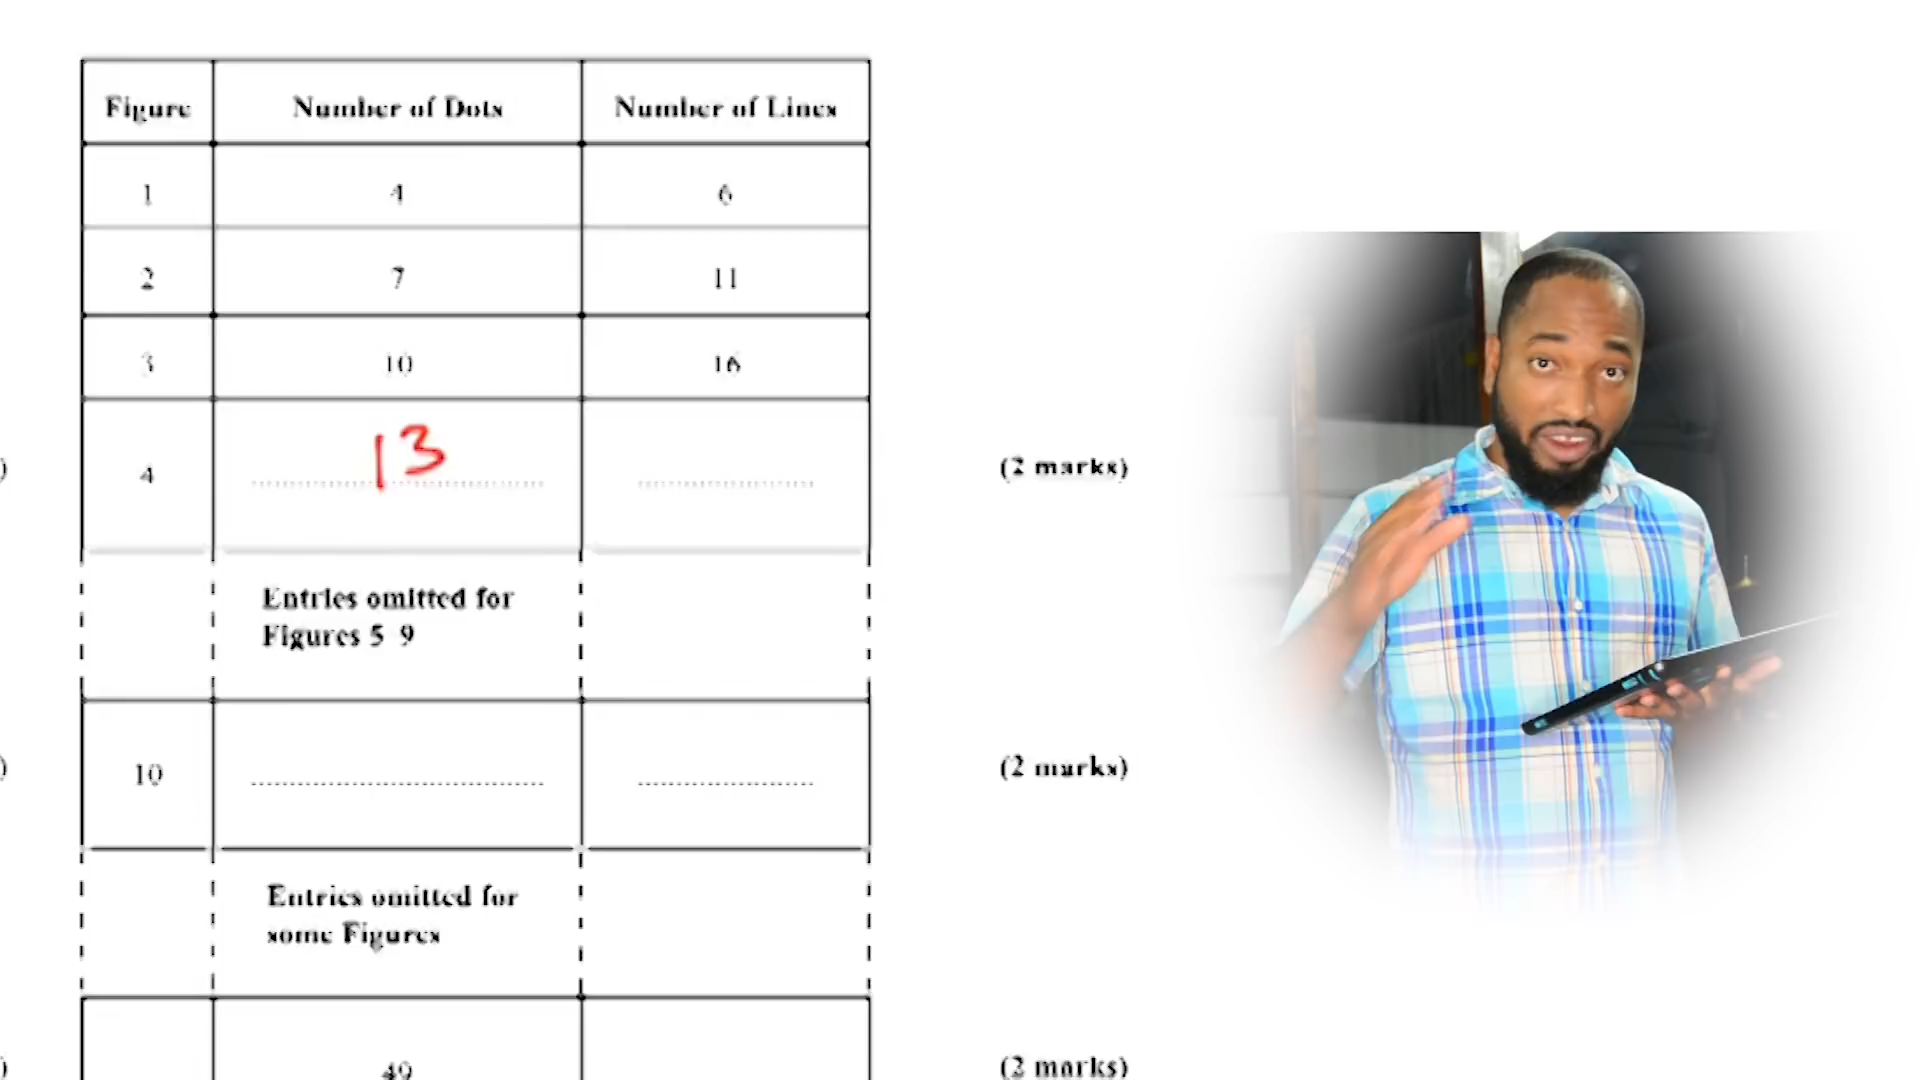 Figure Number of Dots Number of Lines
1 4 6
2 7 11
3 10 16
) 4 13 (2 marks)
Entries omitted for
Figures 5 9
) 10 (2 marks)
Entries omitted for
some Figures
) 49 (2 marks)